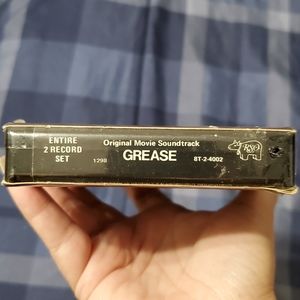 ENTIRE
2 RECORD
SET
Original Movie Soundtrack
1298 GREASE 8T-2-4002
RSO